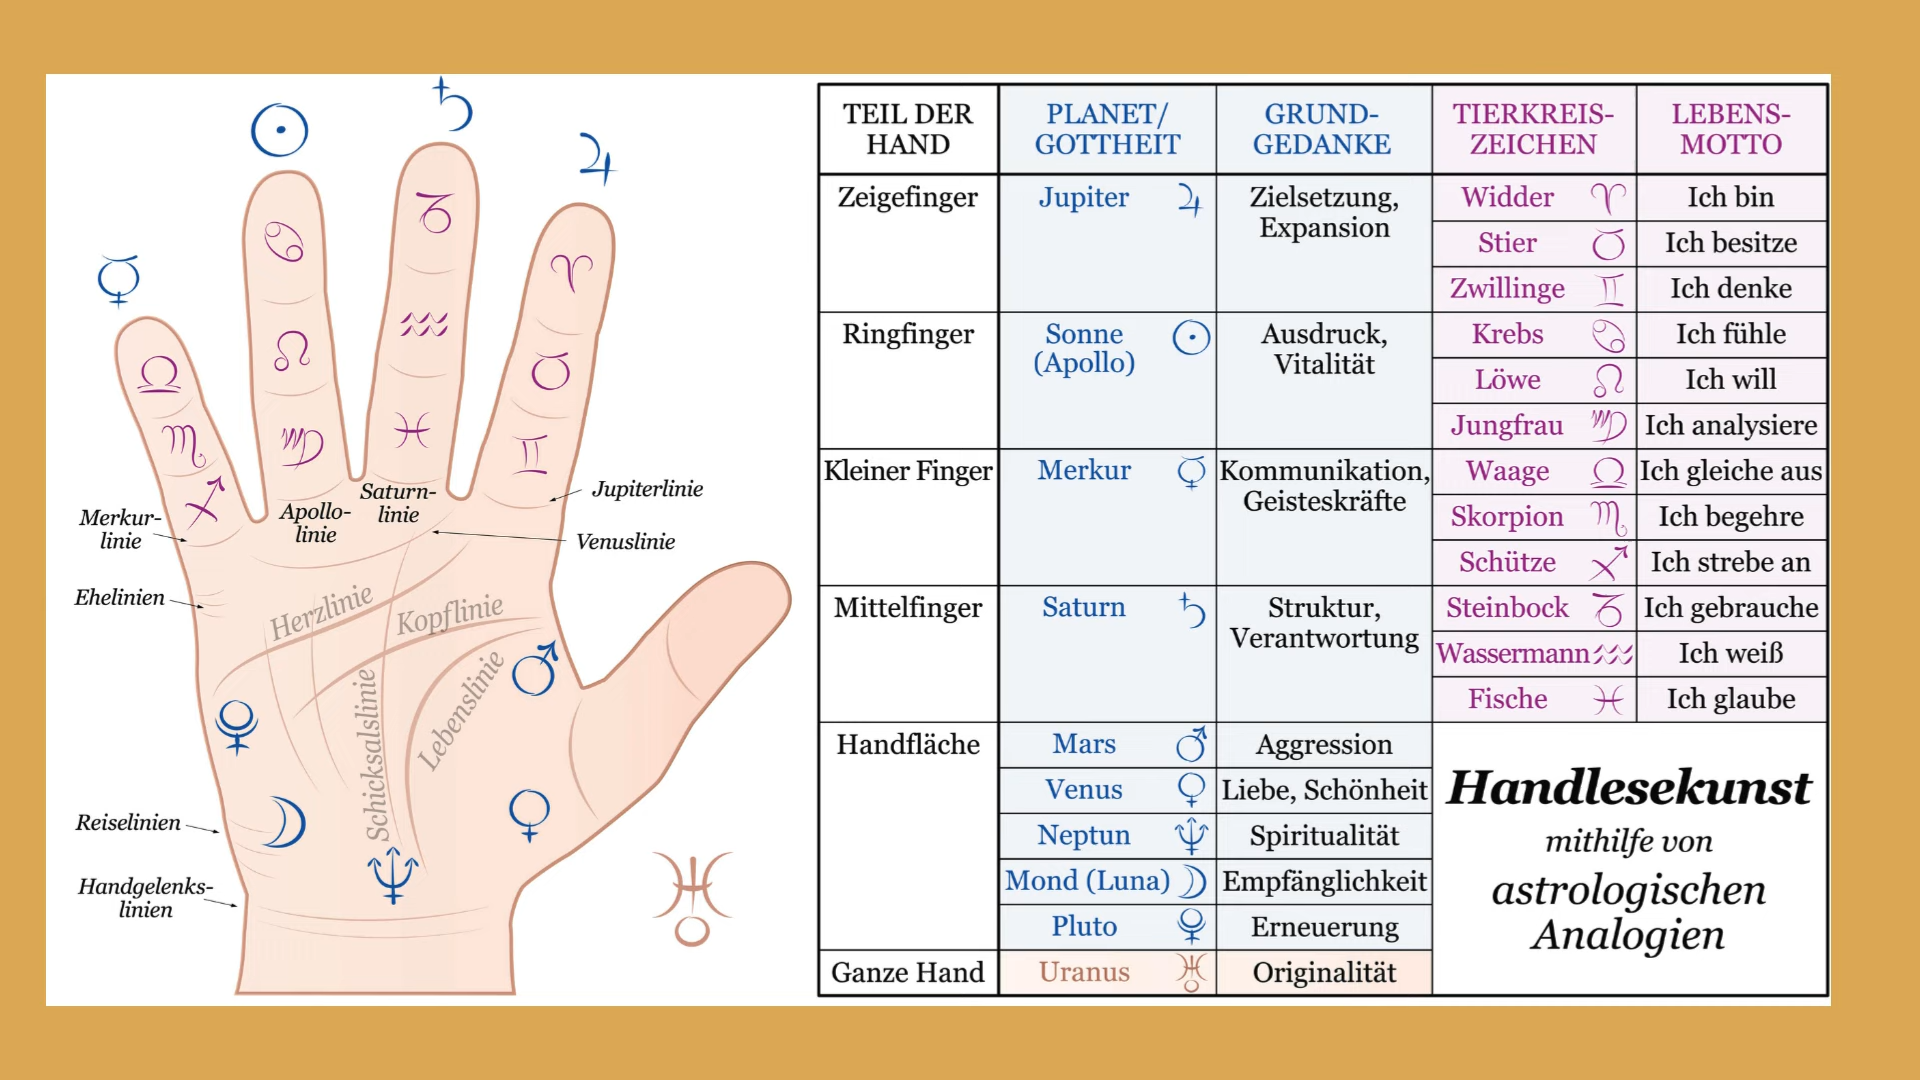 Merkur-
linie
Apollo-
linie
Saturn-
linie
Jupiterlinie
Venuslinie
Ehelinien
Herzlinie
Kopflinie
Schicksalslinie
Lebenslinie
Reiselinien
Handgelenks-
linien
TEIL DER
HAND
PLANET/
GOTTHEIT
GRUND-
GEDANKE
TIERKREIS-
ZEICHEN
LEBENS-
MOTTO
Zeigefinger
Jupiter ♃
Zielsetzung,
Expansion
Widder ♈ Ich bin
Stier ♉ Ich besitze
Zwillinge ♊ Ich denke
Ringfinger
Sonne ☉
(Apollo)
Ausdruck,
Vitalität
Krebs ♋ Ich fühle
Löwe ♌ Ich will
Jungfrau ♍ Ich analysiere
Kleiner Finger
Merkur ☿
Kommunikation,
Geisteskräfte
Waage ♎ Ich gleiche aus
Skorpion ♏ Ich begehre
Schütze ♐ Ich strebe an
Mittelfinger
Saturn ♄
Struktur,
Verantwortung
Steinbock ♑ Ich gebrauche
Wassermann ♒ Ich weiß
Fische ♓ Ich glaube
Handfläche
Mars ♂ Aggression
Venus ♀ Liebe, Schönheit
Neptun ♆ Spiritualität
Mond (Luna) ☽ Empfänglichkeit
Pluto ⯓ Erneuerung
Ganze Hand Uranus ♅ Originalität
Handlesekunst
mithilfe von
astrologischen
Analogien